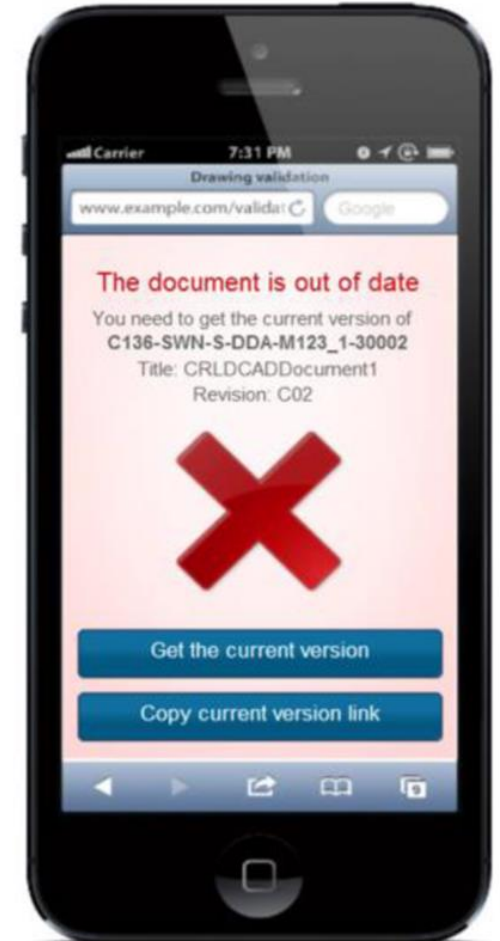 Carrier 7:31 PM
Drawing validation
www.example.com/validat Google
The document is out of date
You need to get the current version of
C136-SWN-S-DDA-M123_1-30002
Title: CRLDCADDocument1
Revision: C02
Get the current version
Copy current version link
9